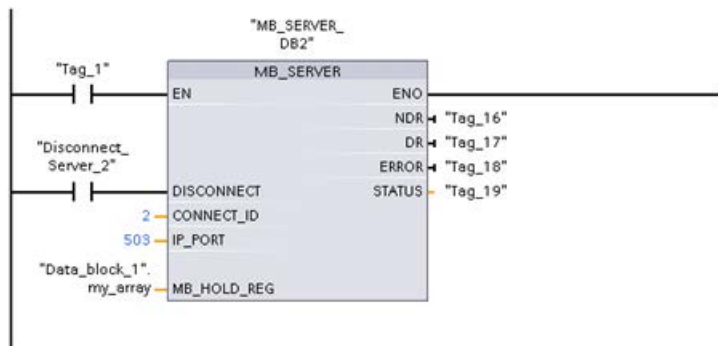 "MB_SERVER_
DB2"
"Tag_1"
MB_SERVER
EN ENO
NDR "Tag_16"
DR "Tag_17"
"Disconnect_
Server_2"
ERROR "Tag_18"
DISCONNECT STATUS "Tag_19"
2 CONNECT_ID
503 IP_PORT
"Data_block_1".
my_array MB_HOLD_REG